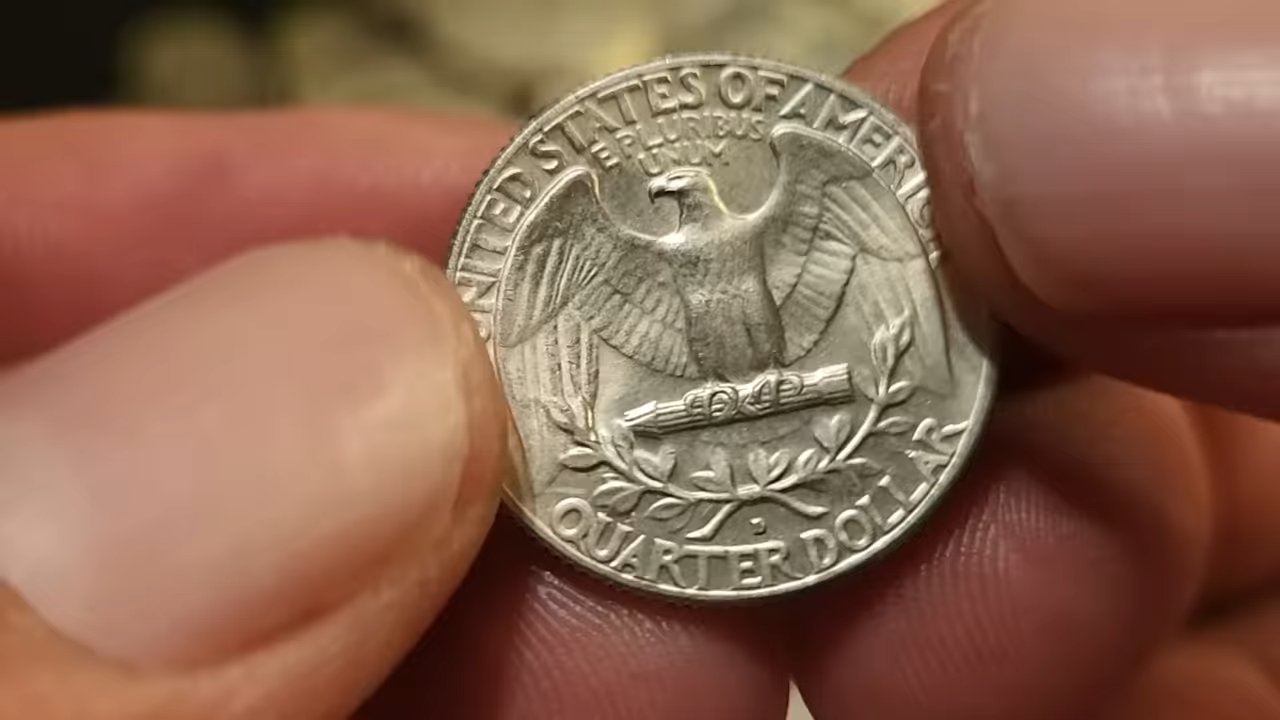 UNITED STATES OF AMERICA
E PLURIBUS
UNUM
D
QUARTER DOLLAR